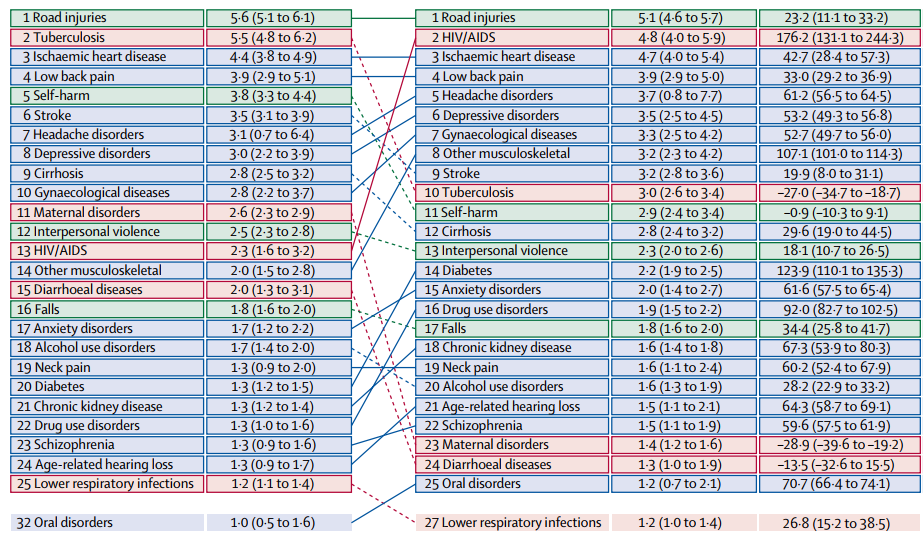 1 Road injuries 5·6 (5·1 to 6·1) 1 Road injuries 5·1 (4·6 to 5·7) 23·2 (11·1 to 33·2)
2 Tuberculosis 5·5 (4·8 to 6·2) 2 HIV/AIDS 4·8 (4·0 to 5·9) 176·2 (131·1 to 244·3)
3 Ischaemic heart disease 4·4 (3·8 to 4·9) 3 Ischaemic heart disease 4·7 (4·0 to 5·4) 42·7 (28·4 to 57·3)
4 Low back pain 3·9 (2·9 to 5·1) 4 Low back pain 3·9 (2·9 to 5·0) 33·0 (29·2 to 36·9)
5 Self-harm 3·8 (3·3 to 4·4) 5 Headache disorders 3·7 (0·8 to 7·7) 61·2 (56·5 to 64·5)
6 Stroke 3·5 (3·1 to 3·9) 6 Depressive disorders 3·5 (2·5 to 4·5) 53·2 (49·3 to 56·8)
7 Headache disorders 3·1 (0·7 to 6·4) 7 Gynaecological diseases 3·3 (2·5 to 4·2) 52·7 (49·7 to 56·0)
8 Depressive disorders 3·0 (2·2 to 3·9) 8 Other musculoskeletal 3·2 (2·3 to 4·2) 107·1 (101·0 to 114·3)
9 Cirrhosis 2·8 (2·5 to 3·2) 9 Stroke 3·2 (2·8 to 3·6) 19·9 (8·0 to 31·1)
10 Gynaecological diseases 2·8 (2·2 to 3·7) 10 Tuberculosis 3·0 (2·6 to 3·4) −27·0 (−34·7 to −18·7)
11 Maternal disorders 2·6 (2·3 to 2·9) 11 Self-harm 2·9 (2·4 to 3·4) −0·9 (−10·3 to 9·1)
12 Interpersonal violence 2·5 (2·3 to 2·8) 12 Cirrhosis 2·8 (2·4 to 3·2) 29·6 (19·0 to 44·5)
13 HIV/AIDS 2·3 (1·6 to 3·2) 13 Interpersonal violence 2·3 (2·0 to 2·6) 18·1 (10·7 to 26·5)
14 Other musculoskeletal 2·0 (1·5 to 2·8) 14 Diabetes 2·2 (1·9 to 2·5) 123·9 (110·1 to 135·3)
15 Diarrhoeal diseases 2·0 (1·3 to 3·1) 15 Anxiety disorders 2·0 (1·4 to 2·7) 61·6 (57·5 to 65·4)
16 Falls 1·8 (1·6 to 2·0) 16 Drug use disorders 1·9 (1·5 to 2·2) 92·0 (82·7 to 102·5)
17 Anxiety disorders 1·7 (1·2 to 2·2) 17 Falls 1·8 (1·6 to 2·0) 34·4 (25·8 to 41·7)
18 Alcohol use disorders 1·7 (1·4 to 2·0) 18 Chronic kidney disease 1·6 (1·4 to 1·8) 67·3 (53·9 to 80·3)
19 Neck pain 1·3 (0·9 to 2·0) 19 Neck pain 1·6 (1·1 to 2·4) 60·2 (52·4 to 67·9)
20 Diabetes 1·3 (1·2 to 1·5) 20 Alcohol use disorders 1·6 (1·3 to 1·9) 28·2 (22·9 to 33·2)
21 Chronic kidney disease 1·3 (1·2 to 1·4) 21 Age-related hearing loss 1·5 (1·1 to 2·1) 64·3 (58·7 to 69·1)
22 Drug use disorders 1·3 (1·0 to 1·6) 22 Schizophrenia 1·5 (1·1 to 1·9) 59·6 (57·5 to 61·9)
23 Schizophrenia 1·3 (0·9 to 1·6) 23 Maternal disorders 1·4 (1·2 to 1·6) −28·9 (−39·6 to −19·2)
24 Age-related hearing loss 1·3 (0·9 to 1·7) 24 Diarrhoeal diseases 1·3 (1·0 to 1·9) −13·5 (−32·6 to 15·5)
25 Lower respiratory infections 1·2 (1·1 to 1·4) 25 Oral disorders 1·2 (0·7 to 2·1) 70·7 (66·4 to 74·1)
32 Oral disorders 1·0 (0·5 to 1·6) 27 Lower respiratory infections 1·2 (1·0 to 1·4) 26·8 (15·2 to 38·5)